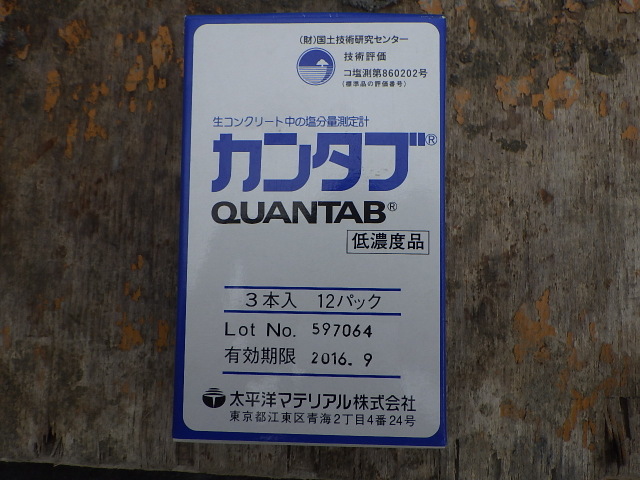 (財)国土技術研究センター
技術評価
コ塩測第860202号
(標準品の評価番号)
生コンクリート中の塩分量測定計
カンタブ®
QUANTAB®
低濃度品
3本入 12パック
Lot No. 597064
有効期限 2016. 9
太平洋マテリアル株式会社
東京都江東区青海2丁目4番24号